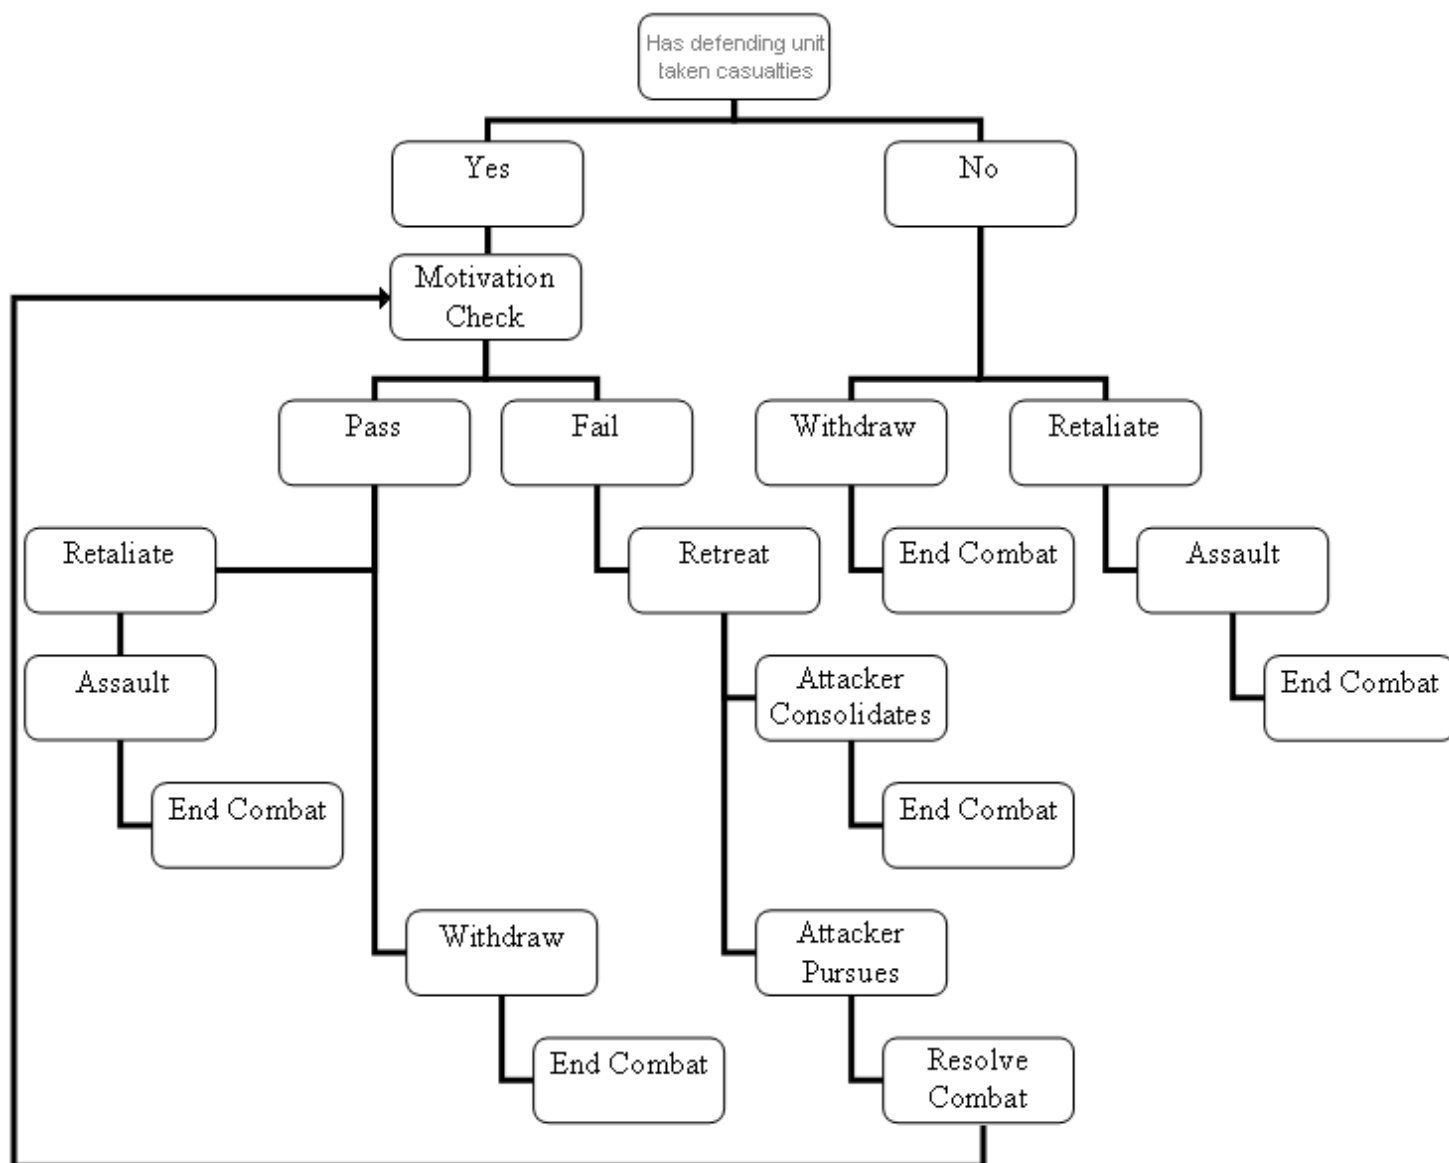 Has defending unit
taken casualties
Yes
No
Motivation
Check
Pass
Fail
Withdraw
Retaliate
Retaliate
Retreat
End Combat
Assault
Assault
Attacker
Consolidates
End Combat
End Combat
End Combat
Withdraw
Attacker
Pursues
End Combat
Resolve
Combat